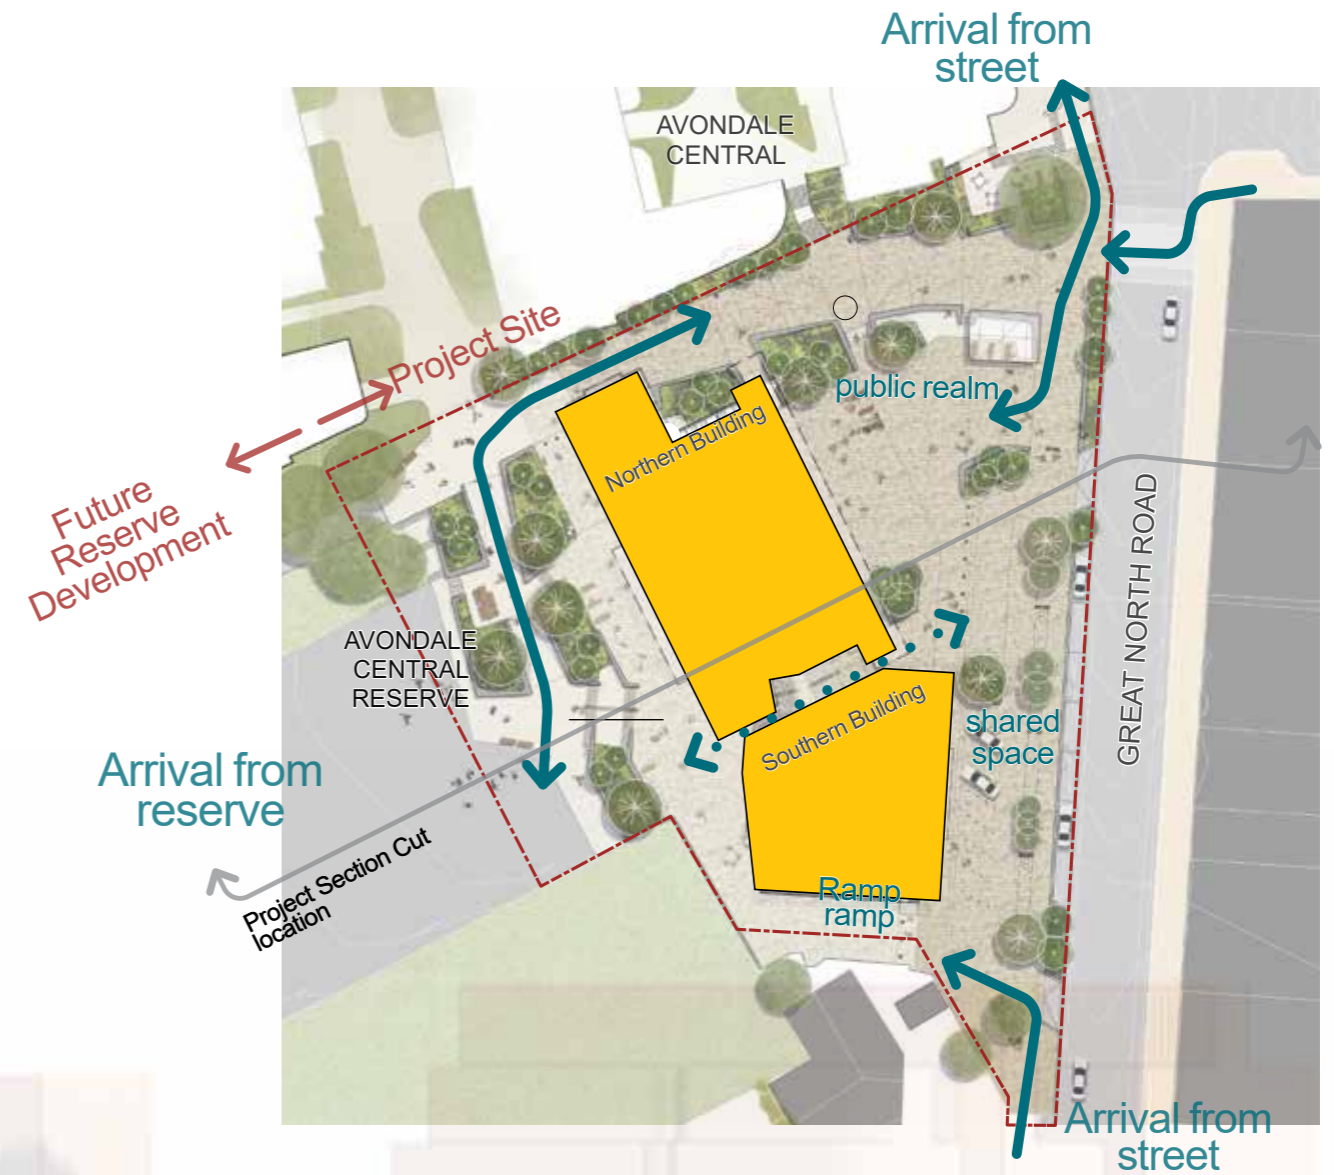 Arrival from
street
AVONDALE
CENTRAL
Project Site
public realm
Northern Building
Future
Reserve
Development
GREAT NORTH ROAD
AVONDALE
CENTRAL
RESERVE
Southern Building
shared
space
Arrival from
reserve
Project Section Cut
location
Ramp
ramp
Arrival from
street